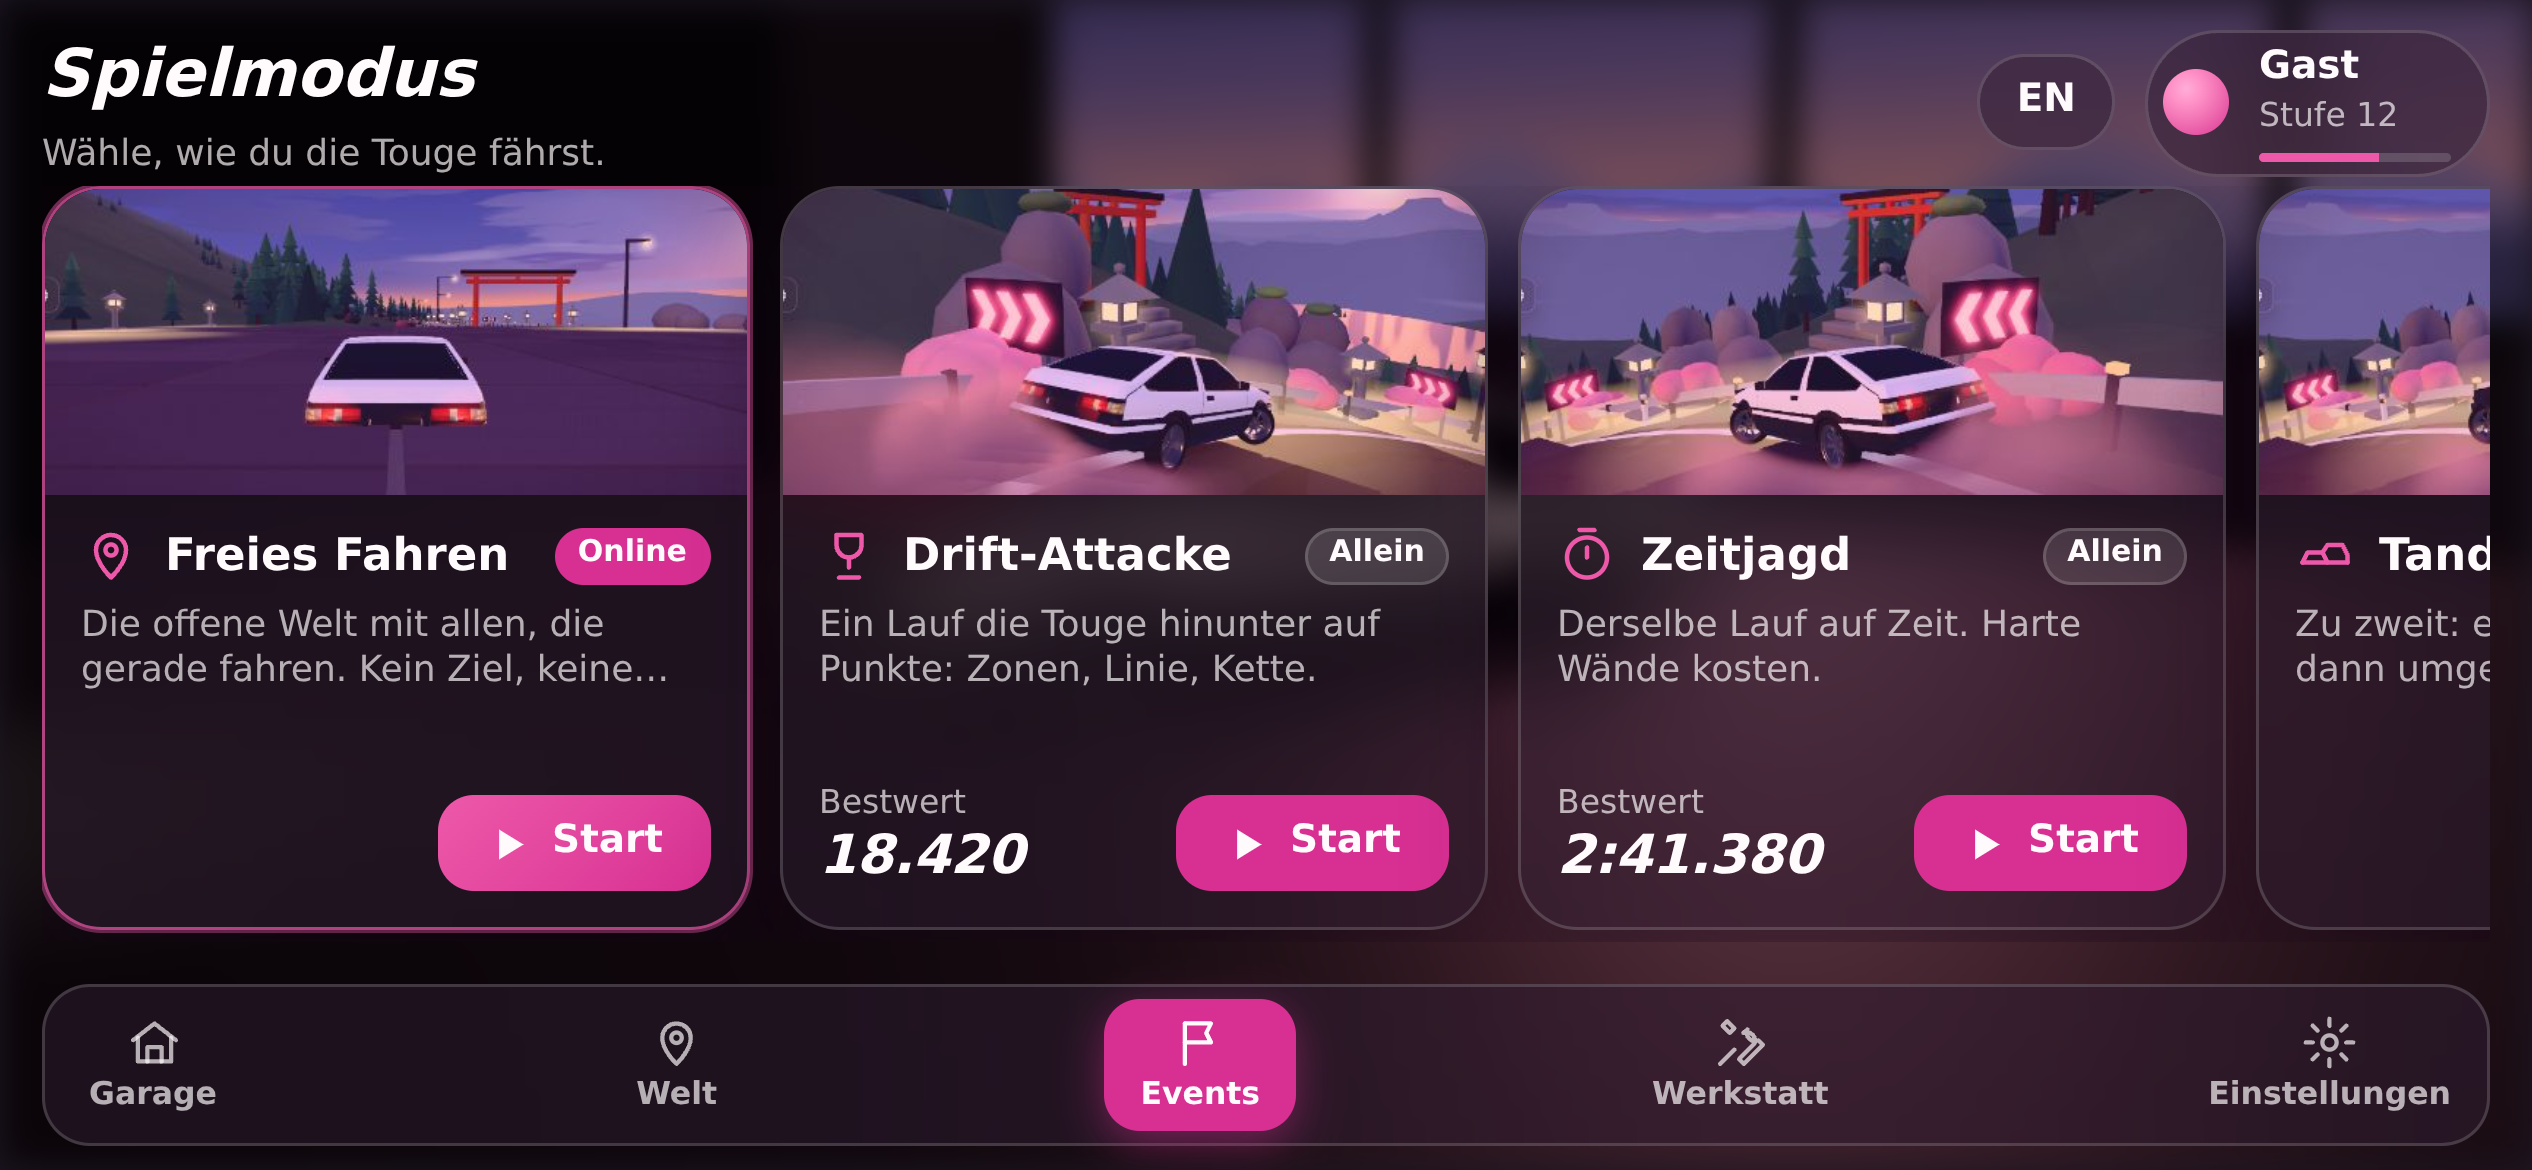 Spielmodus
Wähle, wie du die Touge fährst.
EN
Gast
Stufe 12
Freies Fahren
Online
Die offene Welt mit allen, die
gerade fahren. Kein Ziel, keine…
Start
Drift-Attacke
Allein
Ein Lauf die Touge hinunter auf
Punkte: Zonen, Linie, Kette.
Bestwert
18.420
Start
Zeitjagd
Allein
Derselbe Lauf auf Zeit. Harte
Wände kosten.
Bestwert
2:41.380
Start
Tand
Zu zweit: e
dann umge
Garage
Welt
Events
Werkstatt
Einstellungen